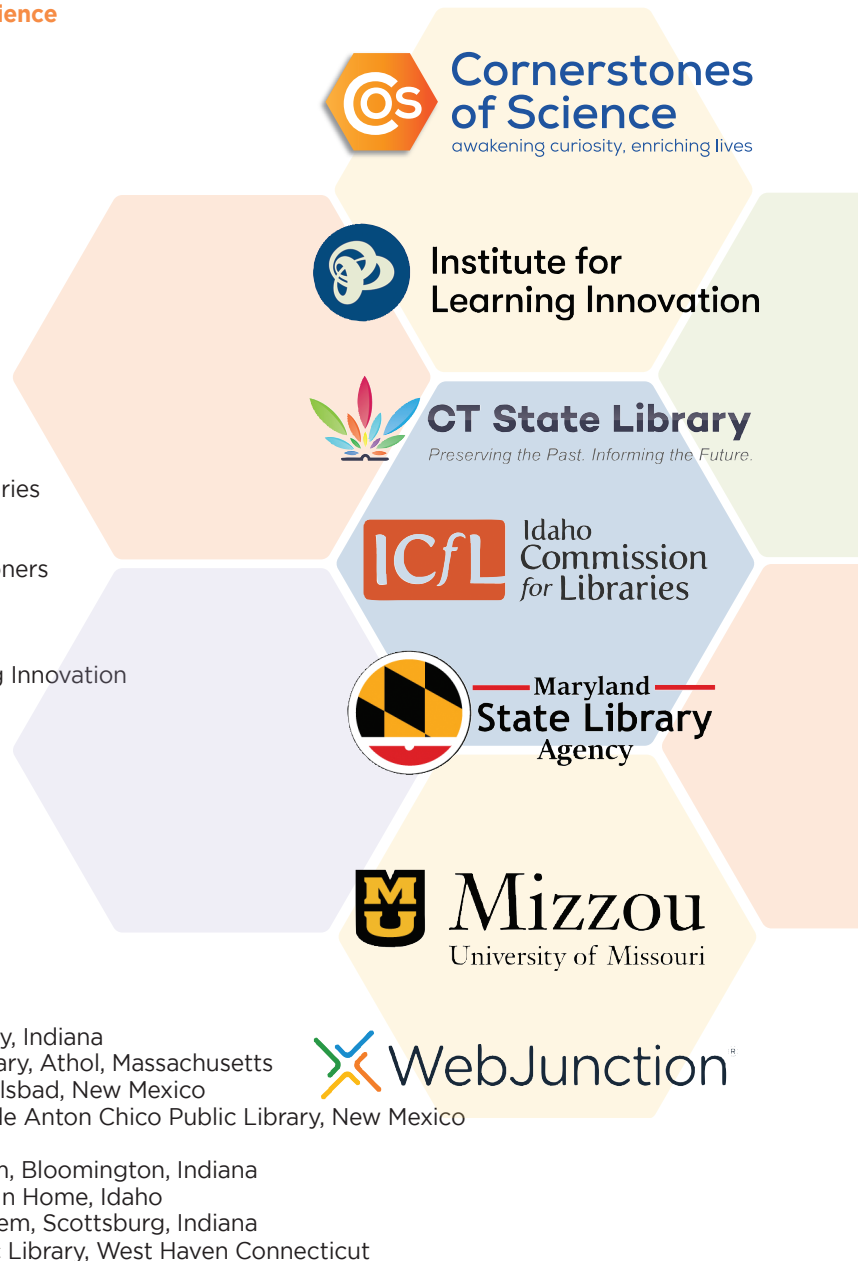 ience
COS
Cornerstones
of Science
awakening curiosity, enriching lives
Institute for
Learning Innovation
CT State Library
Preserving the Past. Informing the Future.
ries
ICfL
Idaho
Commission
for Libraries
ners
g Innovation
Maryland
State Library
Agency
MU
Mizzou
University of Missouri
y, Indiana
ary, Athol, Massachusetts
lsbad, New Mexico
WebJunction®
de Anton Chico Public Library, New Mexico
n, Bloomington, Indiana
n Home, Idaho
em, Scottsburg, Indiana
c Library, West Haven Connecticut